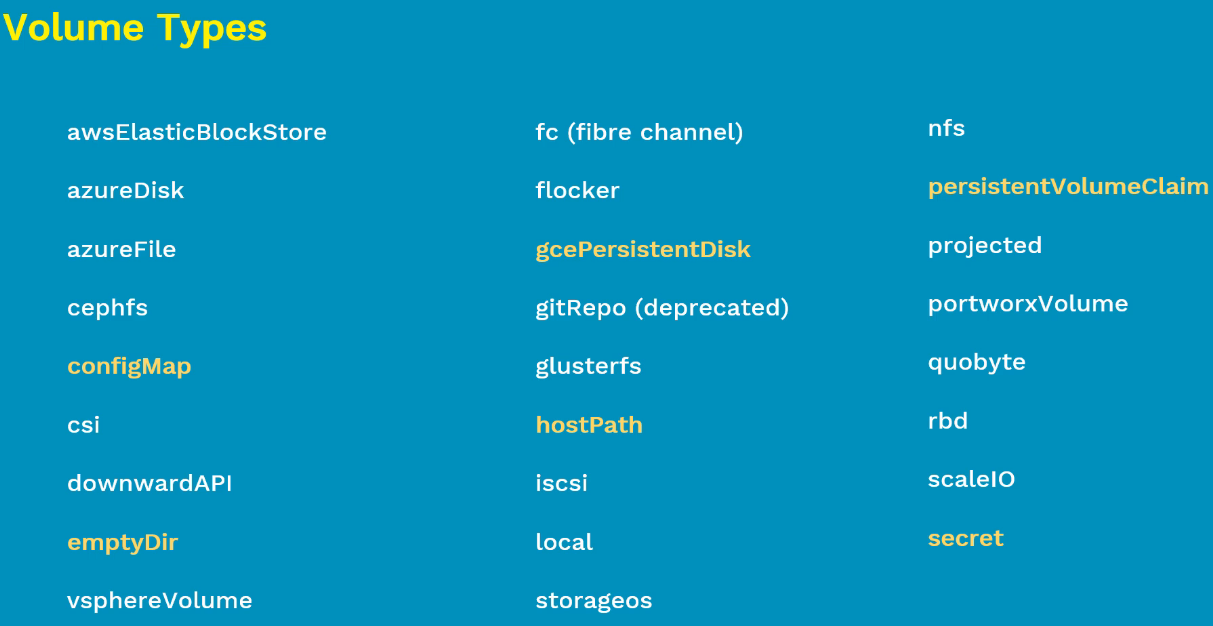 Volume Types
awsElasticBlockStore
azureDisk
azureFile
cephfs
configMap
csi
downwardAPI
emptyDir
vsphereVolume
fc (fibre channel)
flocker
gcePersistentDisk
gitRepo (deprecated)
glusterfs
hostPath
iscsi
local
storageos
nfs
persistentVolumeClaim
projected
portworxVolume
quobyte
rbd
scaleIO
secret